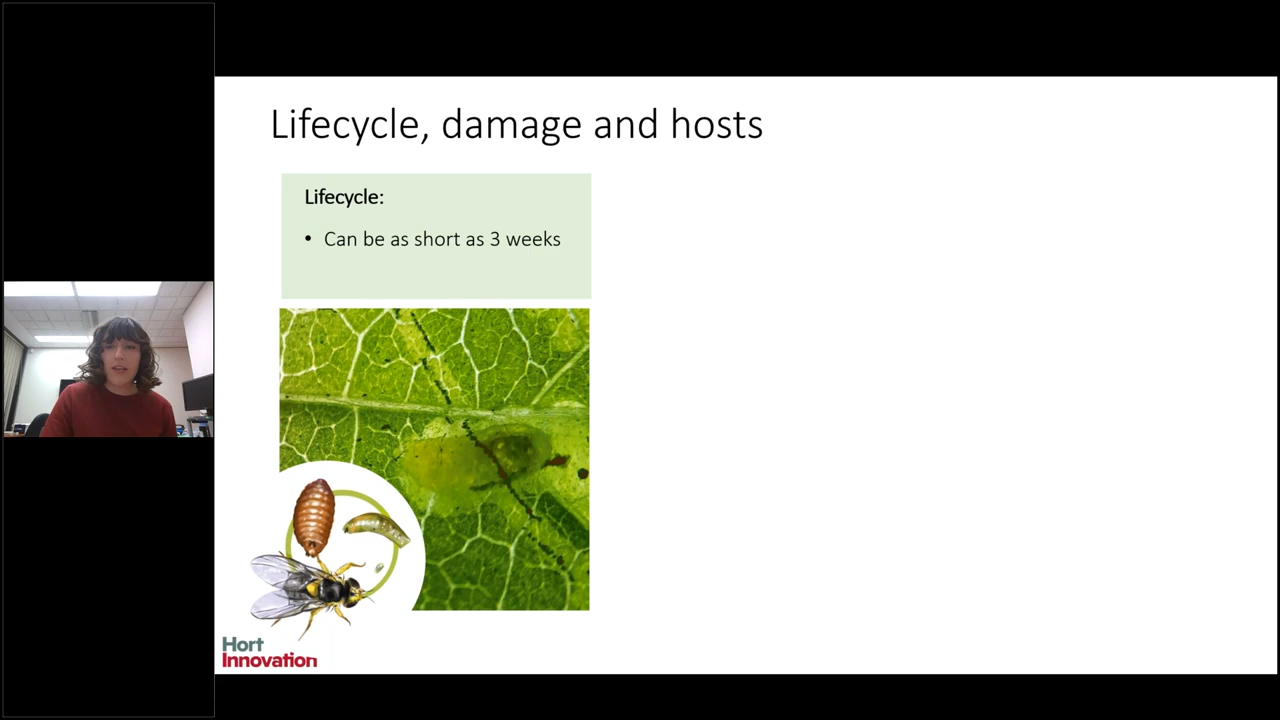 Lifecycle, damage and hosts
Lifecycle:
• Can be as short as 3 weeks
Hort
Innovation